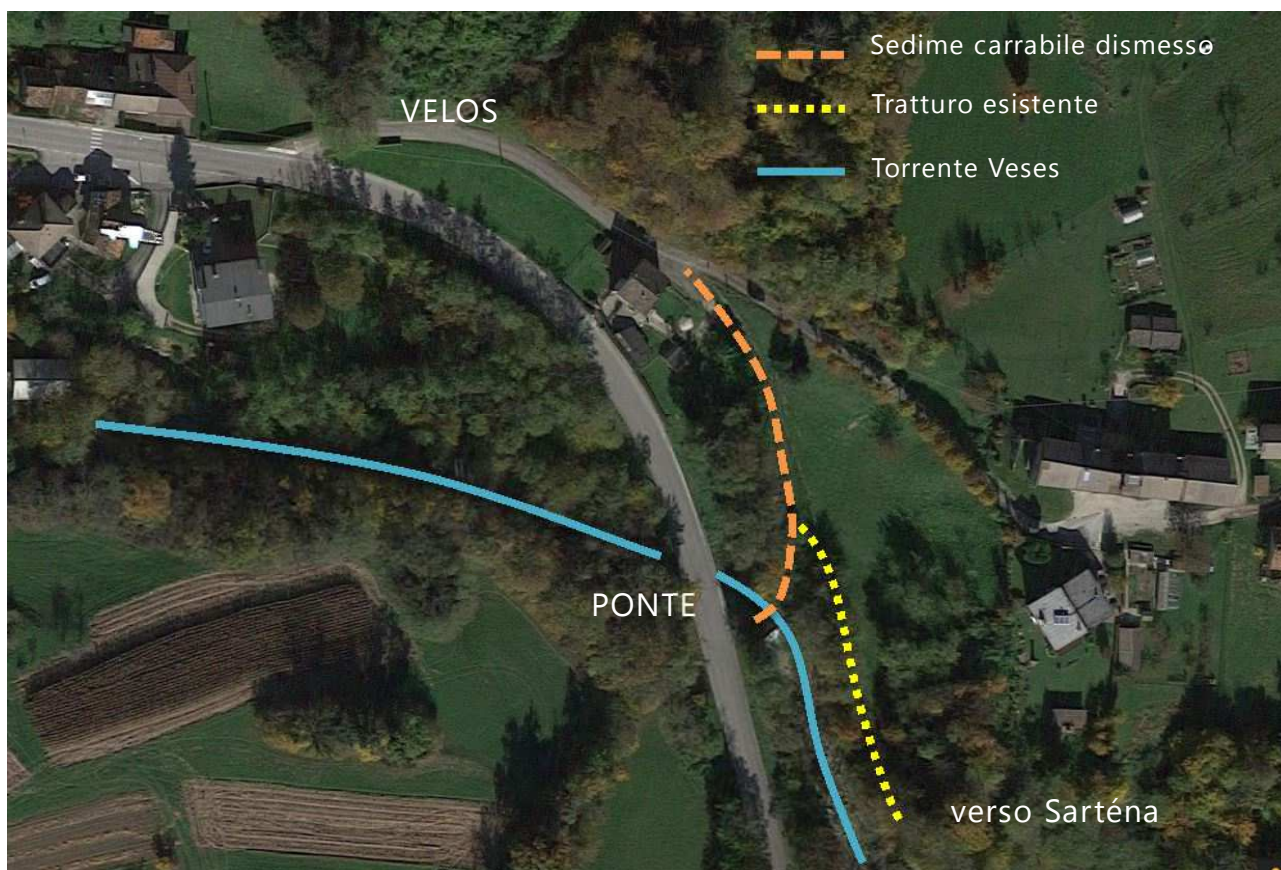 Sedime carrabile dismesso
VELOS
Tratturo esistente
Torrente Veses
PONTE
verso Sarténa